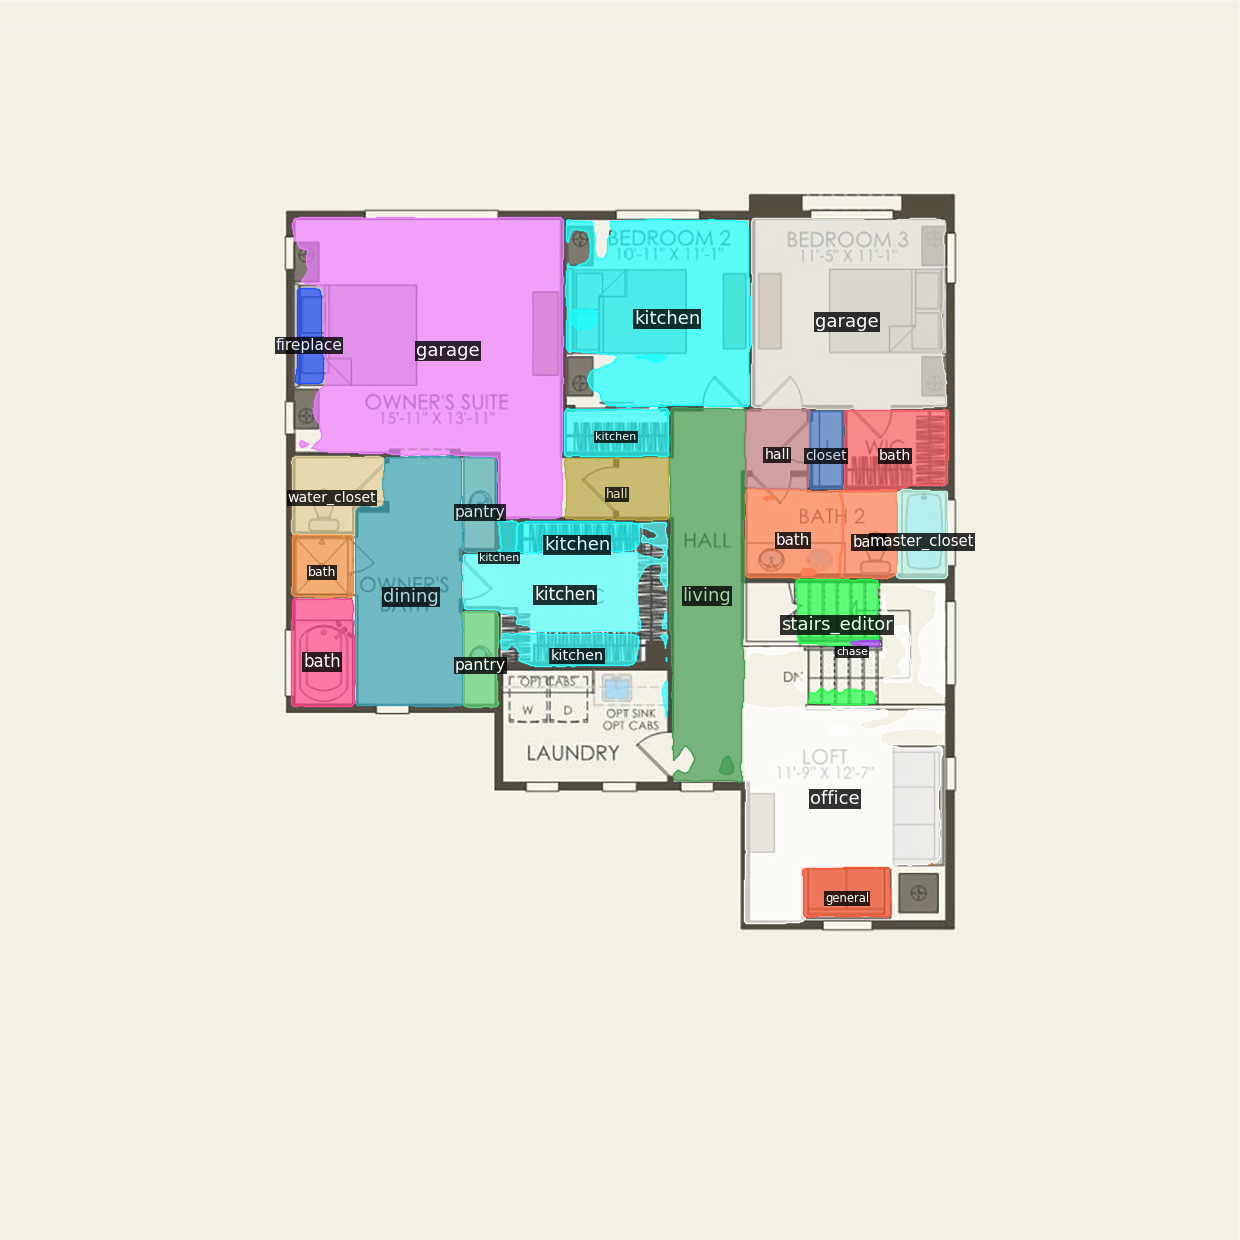 BEDROOM 2
10'-11" X 11'-1"
BEDROOM 3
11'-5" X 11'-1"
kitchen
garage
fireplace
garage
OWNER'S SUITE
15'-11" X 13'-11"
kitchen
hall
closet
WIC
bath
water_closet
hall
pantry
BATH 2
bath
master_closet
HALL
kitchen
kitchen
bath
OWNER'S
BATH
dining
kitchen
living
stairs_editor
chase
bath
pantry
kitchen
OPT CABS
W
D
OPT SINK
OPT CABS
LAUNDRY
DN
LOFT
11'-9" X 12'-7"
office
general